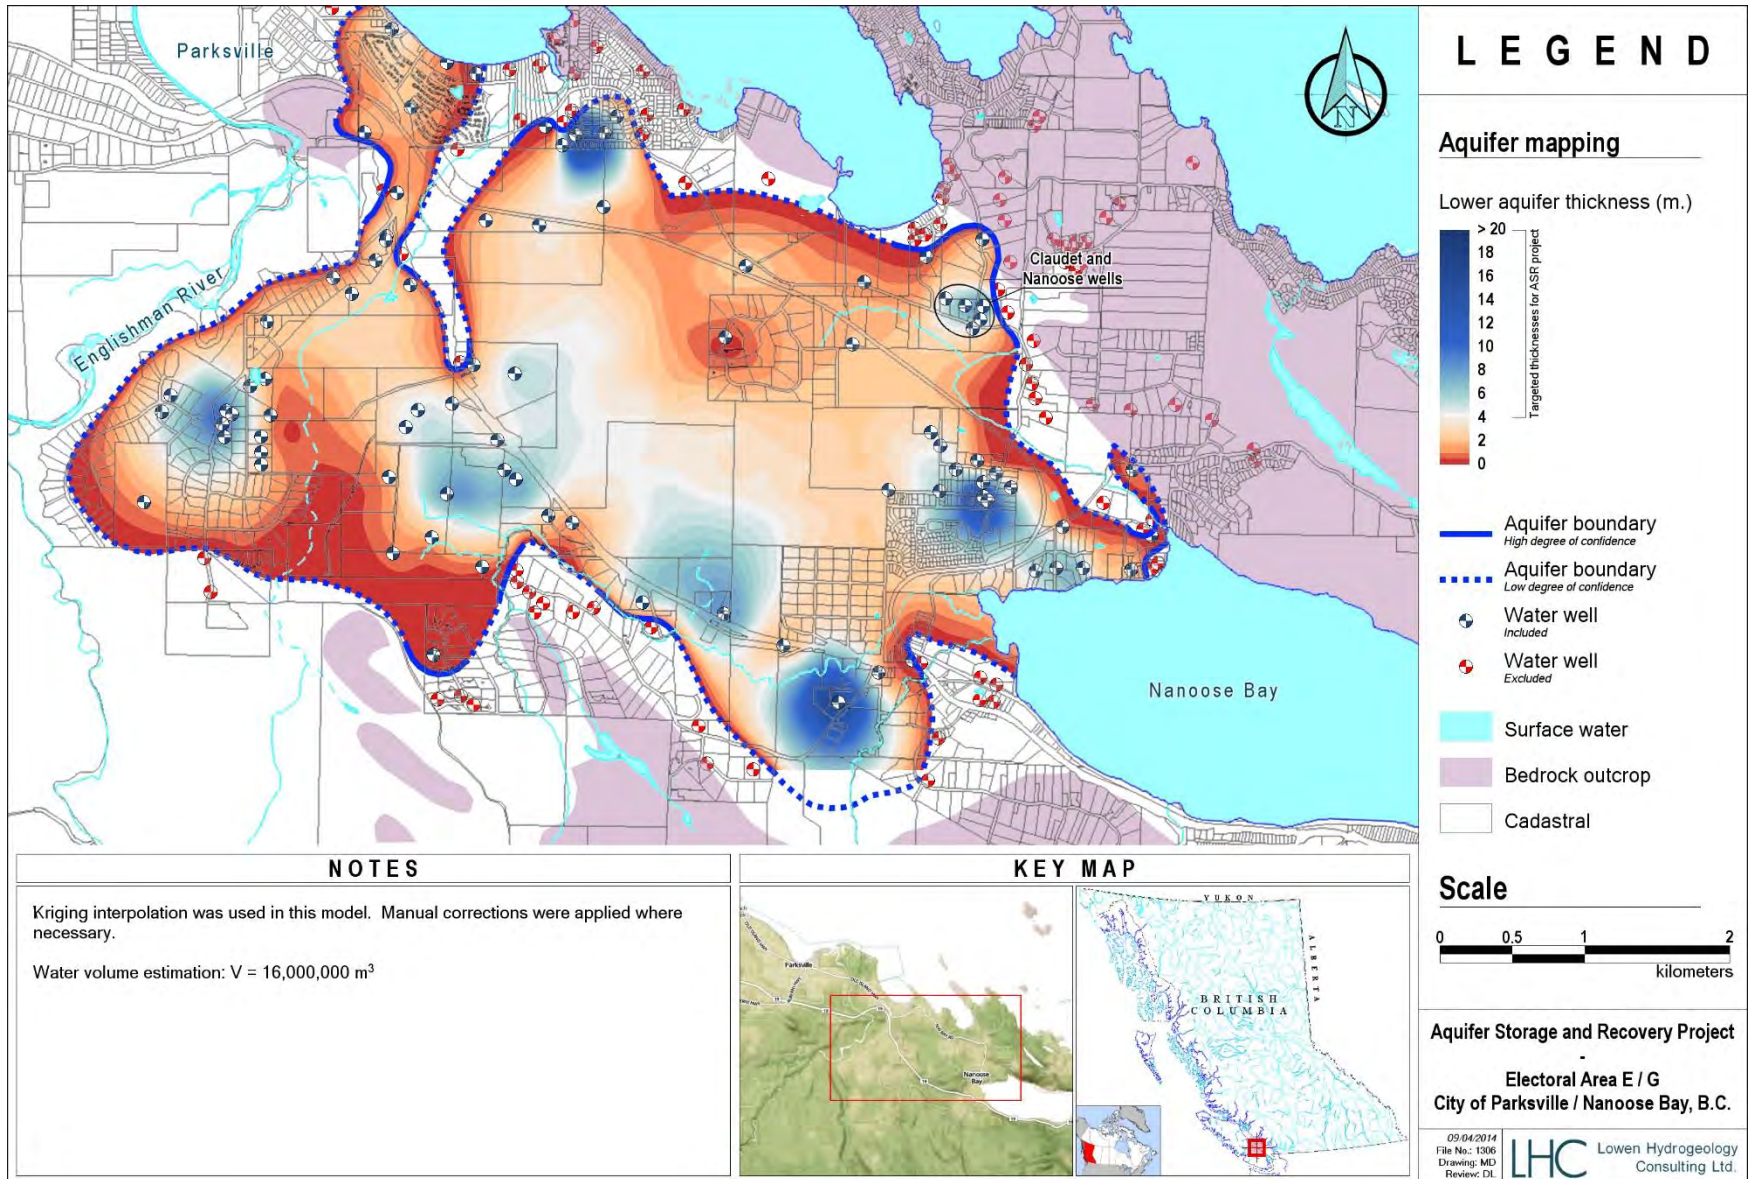 Parksville
Englishman River
Claudet and
Nanoose wells
Nanoose Bay
N
LEGEND
Aquifer mapping
Lower aquifer thickness (m.)
> 20
18
16
14
12
10
8
6
4
2
0
Targeted thicknesses for ASR project
Aquifer boundary
High degree of confidence
Aquifer boundary
Low degree of confidence
Water well
Included
Water well
Excluded
Surface water
Bedrock outcrop
Cadastral
Scale
0 0.5 1 2
kilometers
Aquifer Storage and Recovery Project
-
Electoral Area E / G
City of Parksville / Nanoose Bay, B.C.
09/04/2014
File No.: 1306
Drawing: MD
Review: DL
LHC
Lowen Hydrogeology
Consulting Ltd.
NOTES
Kriging interpolation was used in this model. Manual corrections were applied where
necessary.
Water volume estimation: V = 16,000,000 m³
KEY MAP
Parksville
Nanoose
Bay
19
YUKON
ALBERTA
BRITISH
COLUMBIA